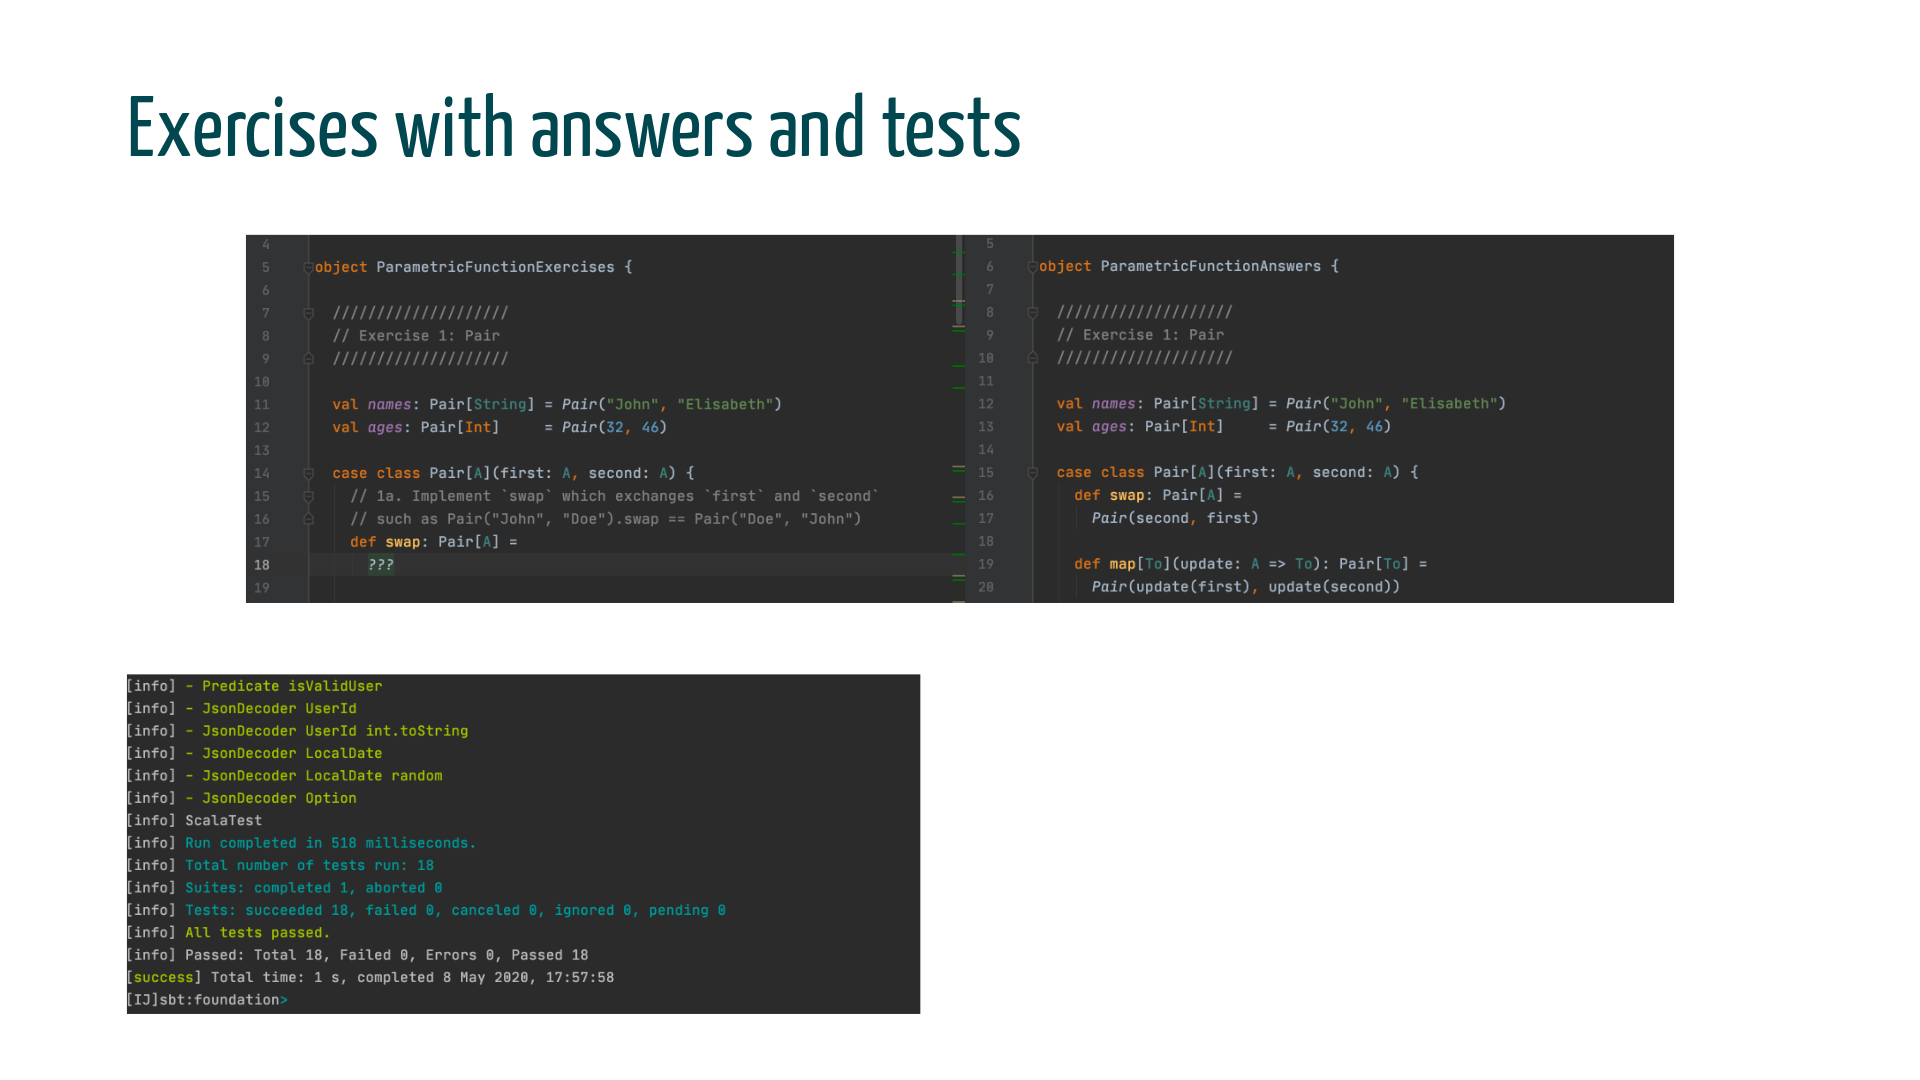 Exercises with answers and tests
4
5 object ParametricFunctionExercises {
6
7 ////////////////////
8 // Exercise 1: Pair
9 ////////////////////
10
11 val names: Pair[String] = Pair("John", "Elisabeth")
12 val ages: Pair[Int]     = Pair(32, 46)
13
14 case class Pair[A](first: A, second: A) {
15 // 1a. Implement `swap` which exchanges `first` and `second`
16 // such as Pair("John", "Doe").swap == Pair("Doe", "John")
17 def swap: Pair[A] =
18 ???
19
5
6 object ParametricFunctionAnswers {
7
8 ////////////////////
9 // Exercise 1: Pair
10 ////////////////////
11
12 val names: Pair[String] = Pair("John", "Elisabeth")
13 val ages: Pair[Int]     = Pair(32, 46)
14
15 case class Pair[A](first: A, second: A) {
16 def swap: Pair[A] =
17 Pair(second, first)
18
19 def map[To](update: A => To): Pair[To] =
20 Pair(update(first), update(second))
[info] - Predicate isValidUser
[info] - JsonDecoder UserId
[info] - JsonDecoder UserId int.toString
[info] - JsonDecoder LocalDate
[info] - JsonDecoder LocalDate random
[info] - JsonDecoder Option
[info] ScalaTest
[info] Run completed in 518 milliseconds.
[info] Total number of tests run: 18
[info] Suites: completed 1, aborted 0
[info] Tests: succeeded 18, failed 0, canceled 0, ignored 0, pending 0
[info] All tests passed.
[info] Passed: Total 18, Failed 0, Errors 0, Passed 18
[success] Total time: 1 s, completed 8 May 2020, 17:57:58
[IJ]sbt:foundation>